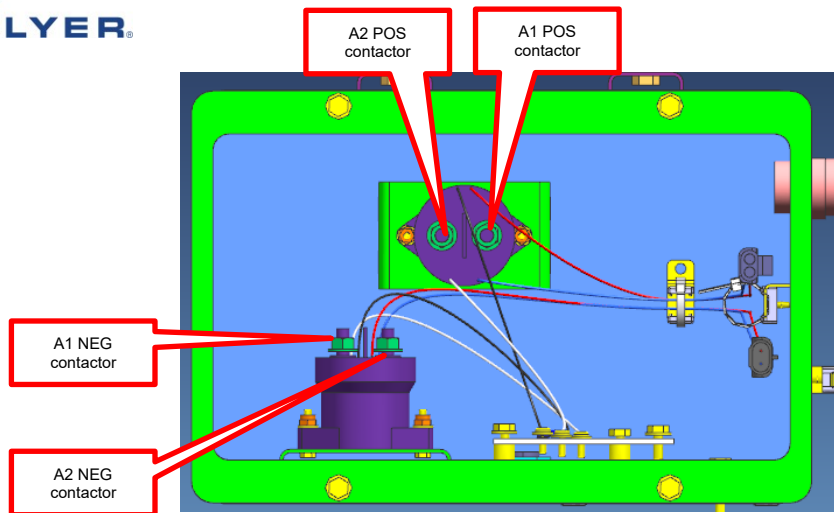 LYER®
A2 POS
contactor
A1 POS
contactor
A1 NEG
contactor
A2 NEG
contactor